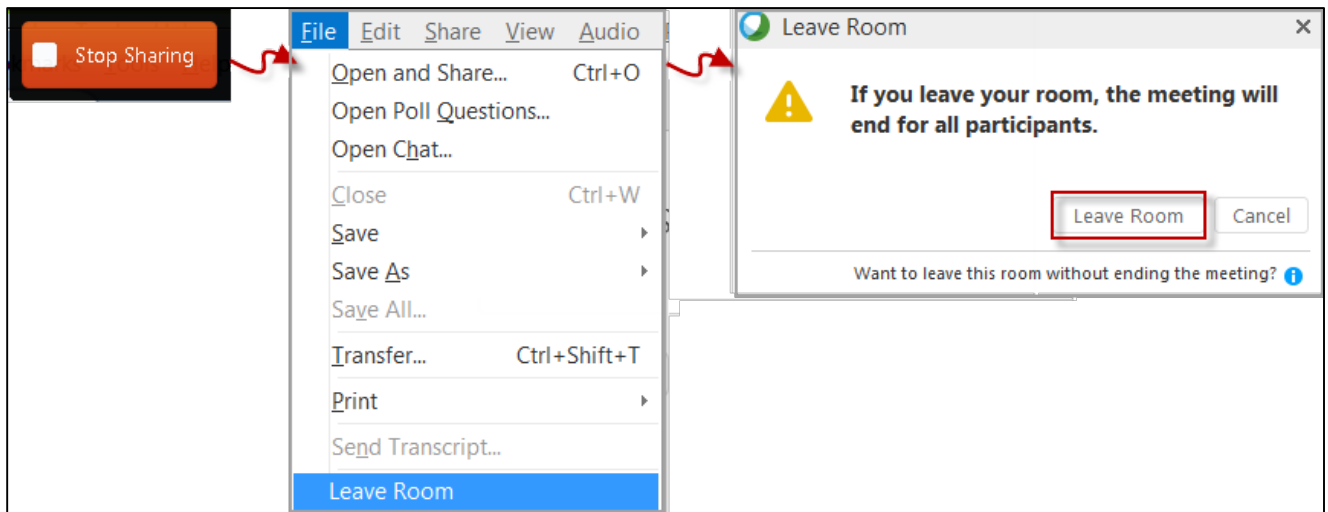 Stop Sharing
File Edit Share View Audio
Open and Share... Ctrl+O
Open Poll Questions...
Open Chat...
Close Ctrl+W
Save
Save As
Save All...
Transfer... Ctrl+Shift+T
Print
Send Transcript...
Leave Room
Leave Room
If you leave your room, the meeting will
end for all participants.
Leave Room Cancel
Want to leave this room without ending the meeting?